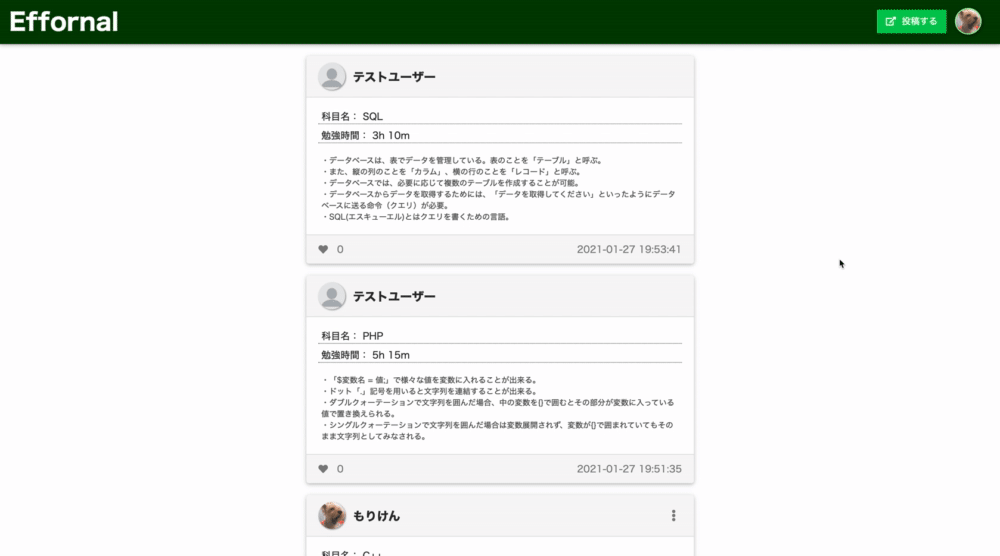 Effornal
投稿する
テストユーザー
科目名： SQL
勉強時間： 3h 10m
・データベースは、表でデータを管理している。表のことを「テーブル」と呼ぶ。
・また、縦の列のことを「カラム」、横の行のことを「レコード」と呼ぶ。
・データベースでは、必要に応じて複数のテーブルを作成することが可能。
・データベースからデータを取得するためには、「データを取得してください」といったようにデータ
ベースに送る命令（クエリ）が必要。
・SQL(エスキューエル)とはクエリを書くための言語。
0
2021-01-27 19:53:41
テストユーザー
科目名： PHP
勉強時間： 5h 15m
・「$変数名 = 値;」で様々な値を変数に入れることが出来る。
・ドット「.」記号を用いると文字列を連結することが出来る。
・ダブルクォーテーションで文字列を囲んだ場合、中の変数を{}で囲むとその部分が変数に入っている
値で置き換えられる。
・シングルクォーテーションで文字列を囲んだ場合は変数展開されず、変数が{}で囲まれていてもその
まま文字列としてみなされる。
0
2021-01-27 19:51:35
もりけん
科目名： C++